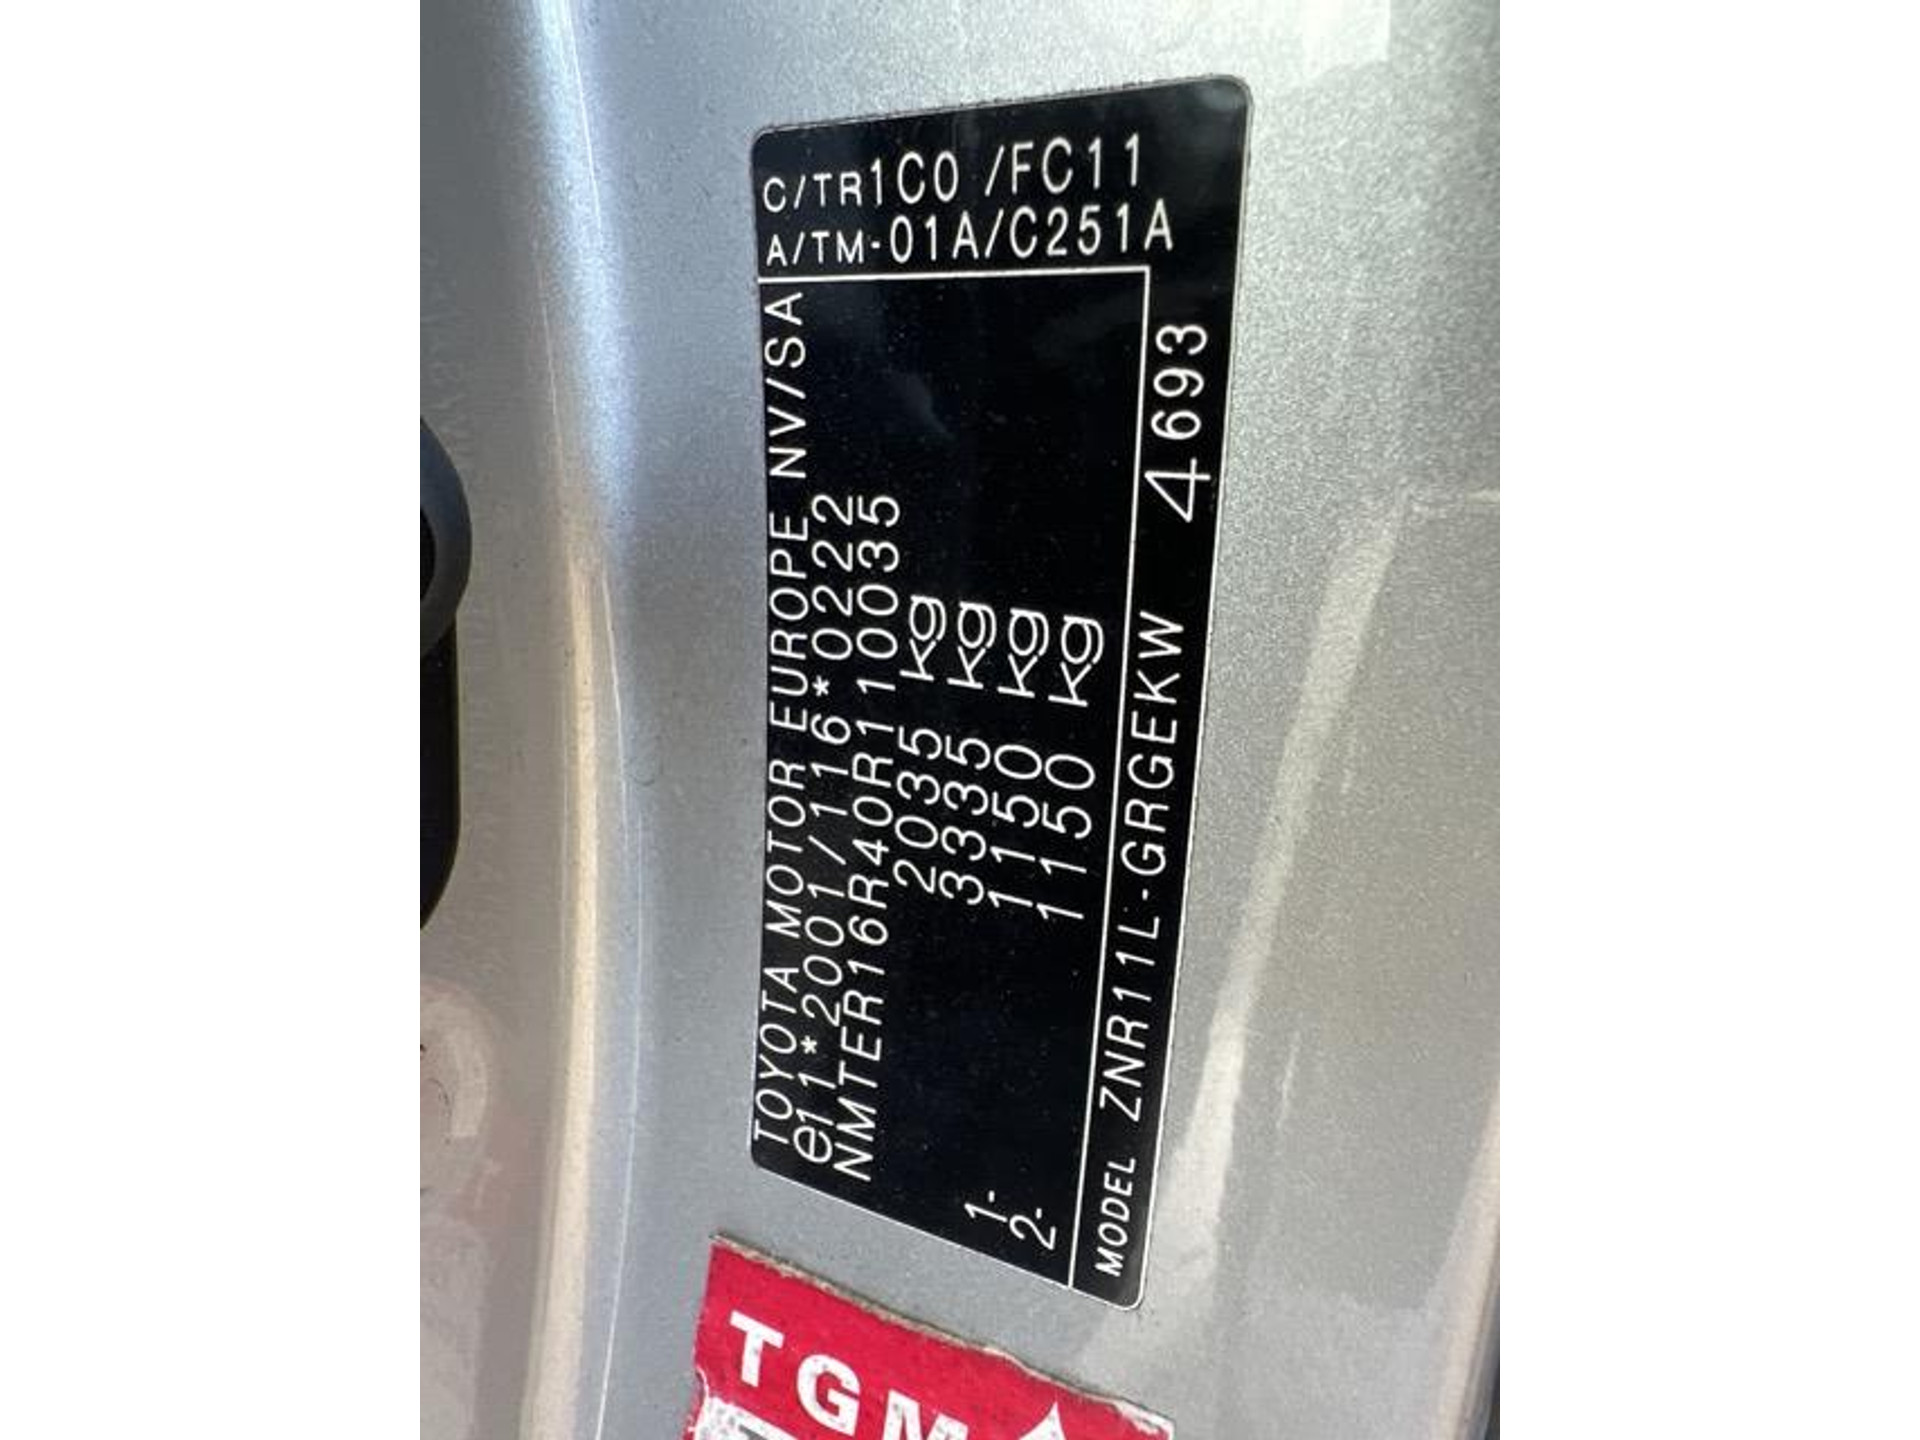 TOYOTA MOTOR EUROPE NV/SA
e11*2001/116*0222
NMTER16R40R110035
2035 kg
3335 kg
1- 1150 kg
2- 1150 kg
MODEL ZNR11L-GRGEKW 4693
C/TR1C0 /FC11
A/TM-01A/C251A
TGM